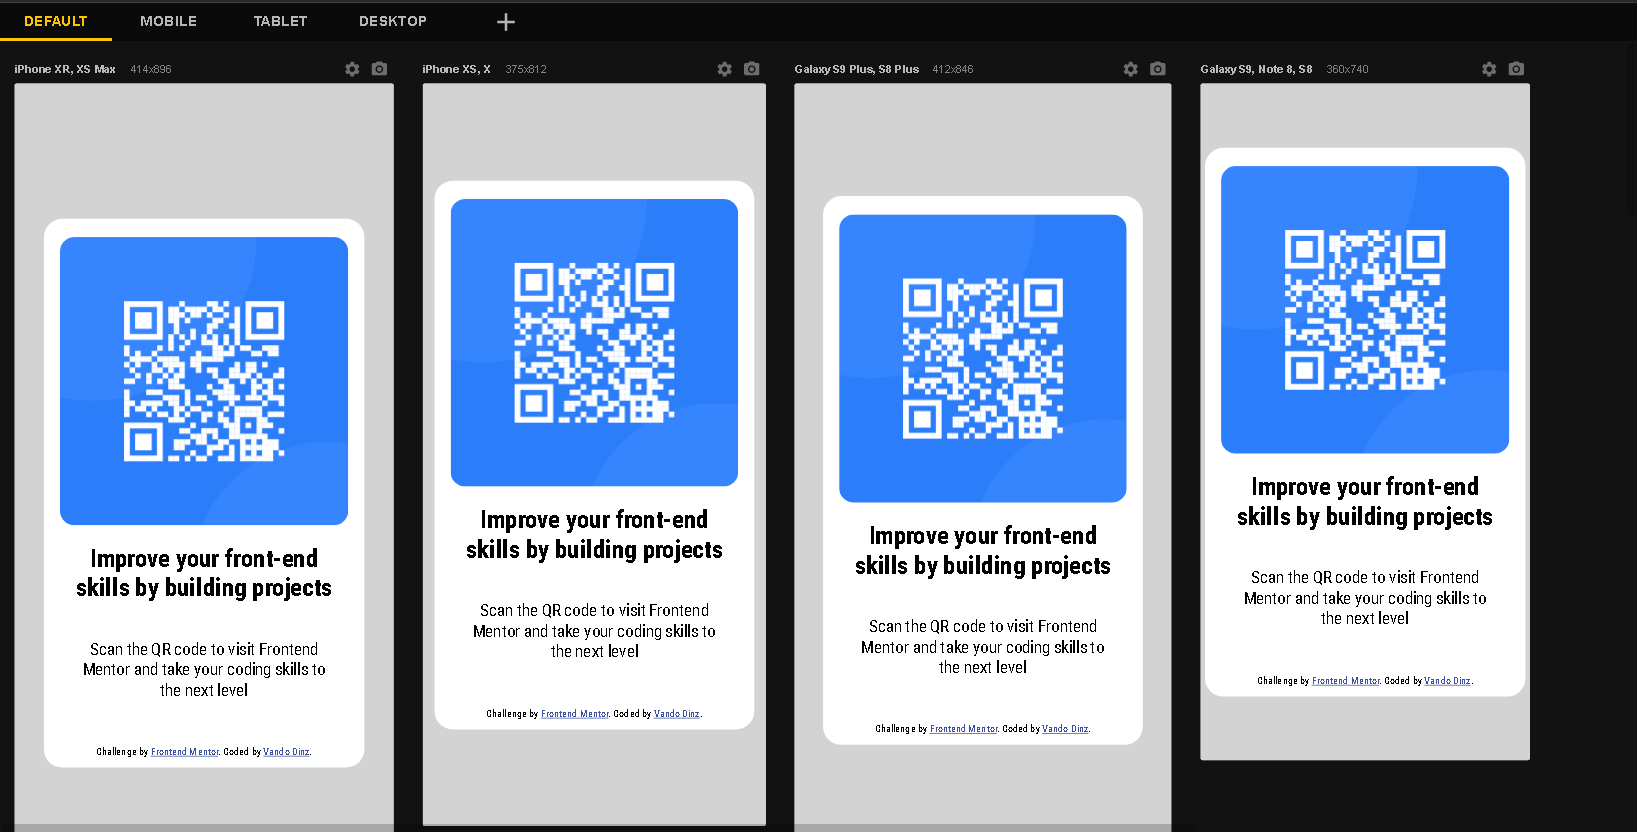 DEFAULT MOBILE TABLET DESKTOP +
iPhone XR, XS Max 414x896
iPhone XS, X 375x812
Galaxy S9 Plus, S8 Plus 412x846
Galaxy S9, Note 8, S8 360x740
Improve your front-end
skills by building projects
Scan the QR code to visit Frontend
Mentor and take your coding skills to
the next level
Challenge by Frontend Mentor. Coded by Vando Dinz.
Improve your front-end
skills by building projects
Scan the QR code to visit Frontend
Mentor and take your coding skills to
the next level
Challenge by Frontend Mentor. Coded by Vando Dinz.
Improve your front-end
skills by building projects
Scan the QR code to visit Frontend
Mentor and take your coding skills to
the next level
Challenge by Frontend Mentor. Coded by Vando Dinz.
Improve your front-end
skills by building projects
Scan the QR code to visit Frontend
Mentor and take your coding skills to
the next level
Challenge by Frontend Mentor. Coded by Vando Dinz.